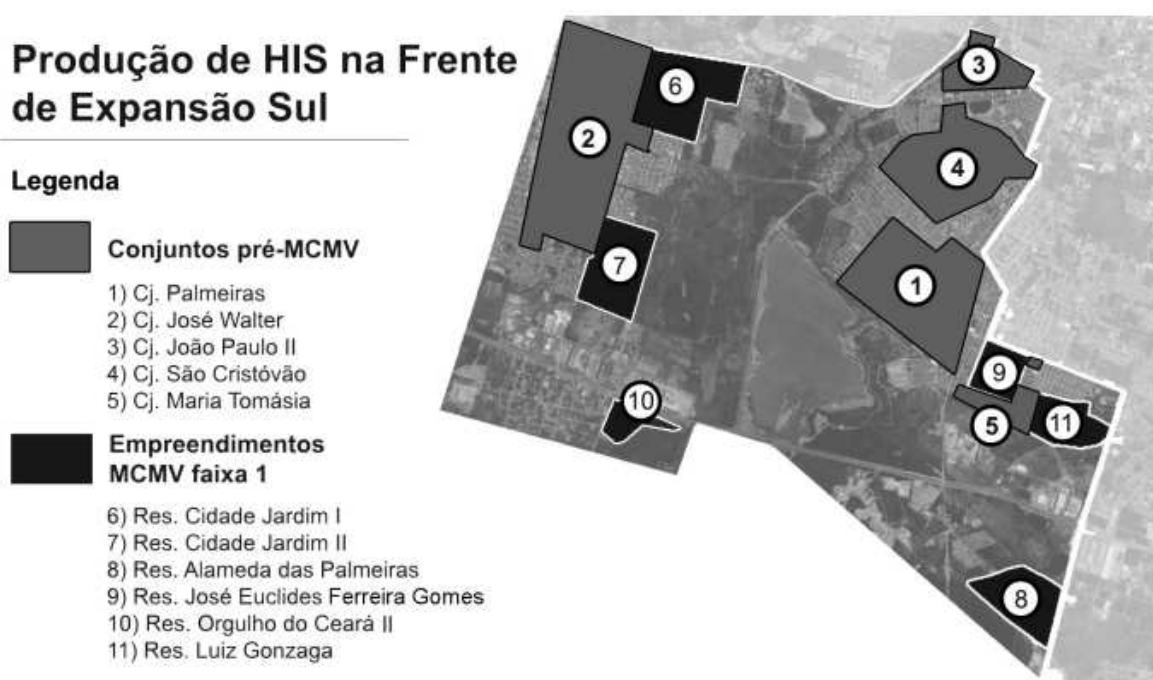 Produção de HIS na Frente
de Expansão Sul
Legenda
Conjuntos pré-MCMV
1) Cj. Palmeiras
2) Cj. José Walter
3) Cj. João Paulo II
4) Cj. São Cristóvão
5) Cj. Maria Tomásia
Empreendimentos
MCMV faixa 1
6) Res. Cidade Jardim I
7) Res. Cidade Jardim II
8) Res. Alameda das Palmeiras
9) Res. José Euclides Ferreira Gomes
10) Res. Orgulho do Ceará II
11) Res. Luiz Gonzaga
3
6
2
4
7
1
9
10
5
11
8